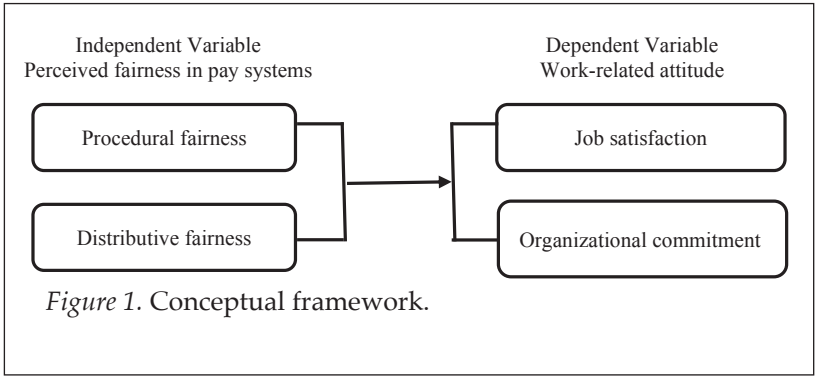 Independent Variable
Perceived fairness in pay systems
Dependent Variable
Work-related attitude
Procedural fairness
Job satisfaction
Distributive fairness
Organizational commitment
Figure 1. Conceptual framework.